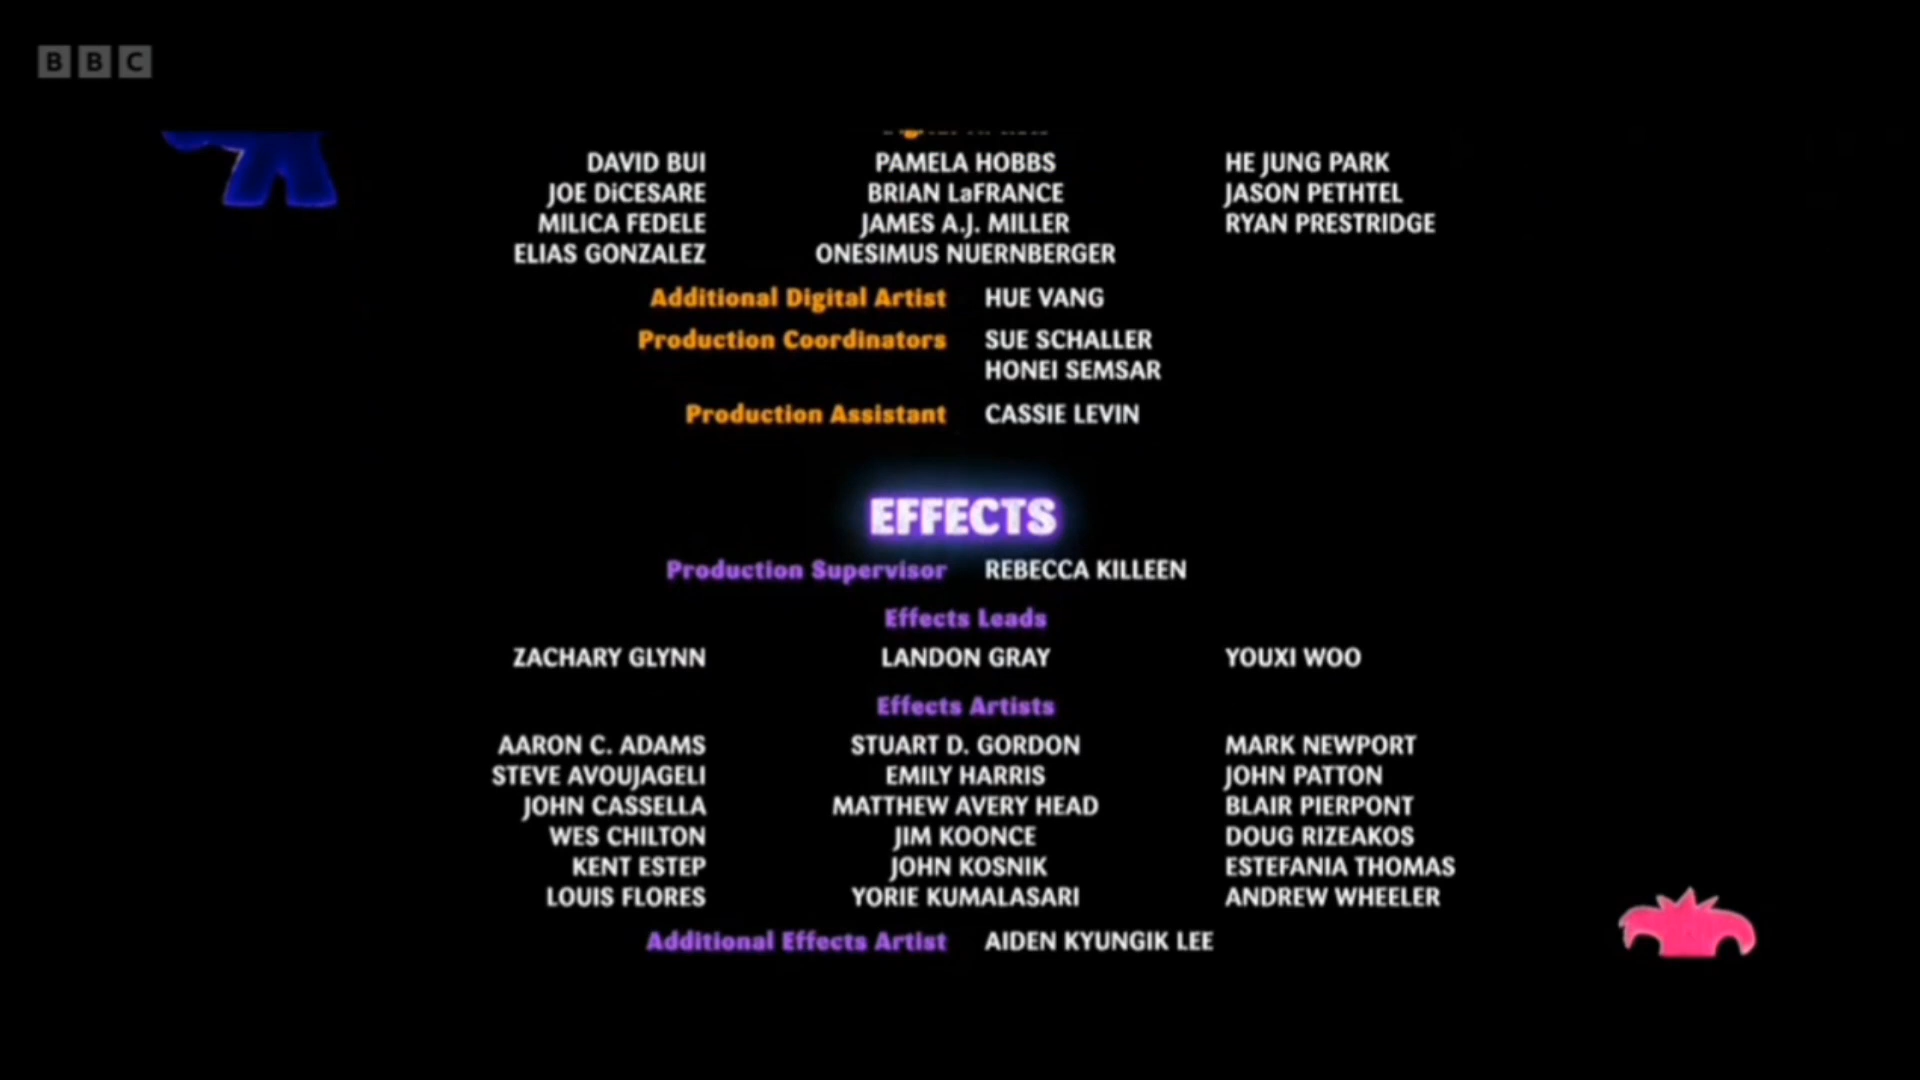 BBC
DAVID BUI PAMELA HOBBS HE JUNG PARK
JOE DiCESARE BRIAN LaFRANCE JASON PETHTEL
MILICA FEDELE JAMES A.J. MILLER RYAN PRESTRIDGE
ELIAS GONZALEZ ONESIMUS NUERNBERGER
Additional Digital Artist HUE VANG
Production Coordinators SUE SCHALLER
HONEI SEMSAR
Production Assistant CASSIE LEVIN
EFFECTS
Production Supervisor REBECCA KILLEEN
Effects Leads
ZACHARY GLYNN LANDON GRAY YOUXI WOO
Effects Artists
AARON C. ADAMS STUART D. GORDON MARK NEWPORT
STEVE AVOUJAGELI EMILY HARRIS JOHN PATTON
JOHN CASSELLA MATTHEW AVERY HEAD BLAIR PIERPONT
WES CHILTON JIM KOONCE DOUG RIZEAKOS
KENT ESTEP JOHN KOSNIK ESTEFANIA THOMAS
LOUIS FLORES YORIE KUMALASARI ANDREW WHEELER
Additional Effects Artist AIDEN KYUNGIK LEE